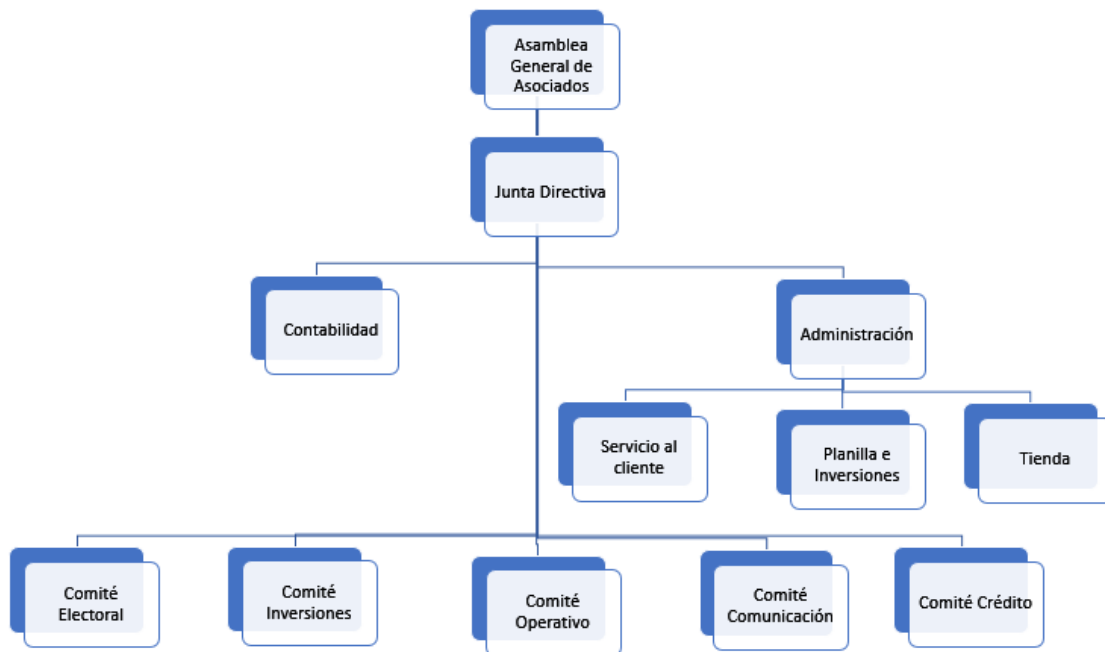 Asamblea
General de
Asociados
Junta Directiva
Contabilidad
Administración
Servicio al
cliente
Planilla e
Inversiones
Tienda
Comité
Electoral
Comité
Inversiones
Comité
Operativo
Comité
Comunicación
Comité Crédito